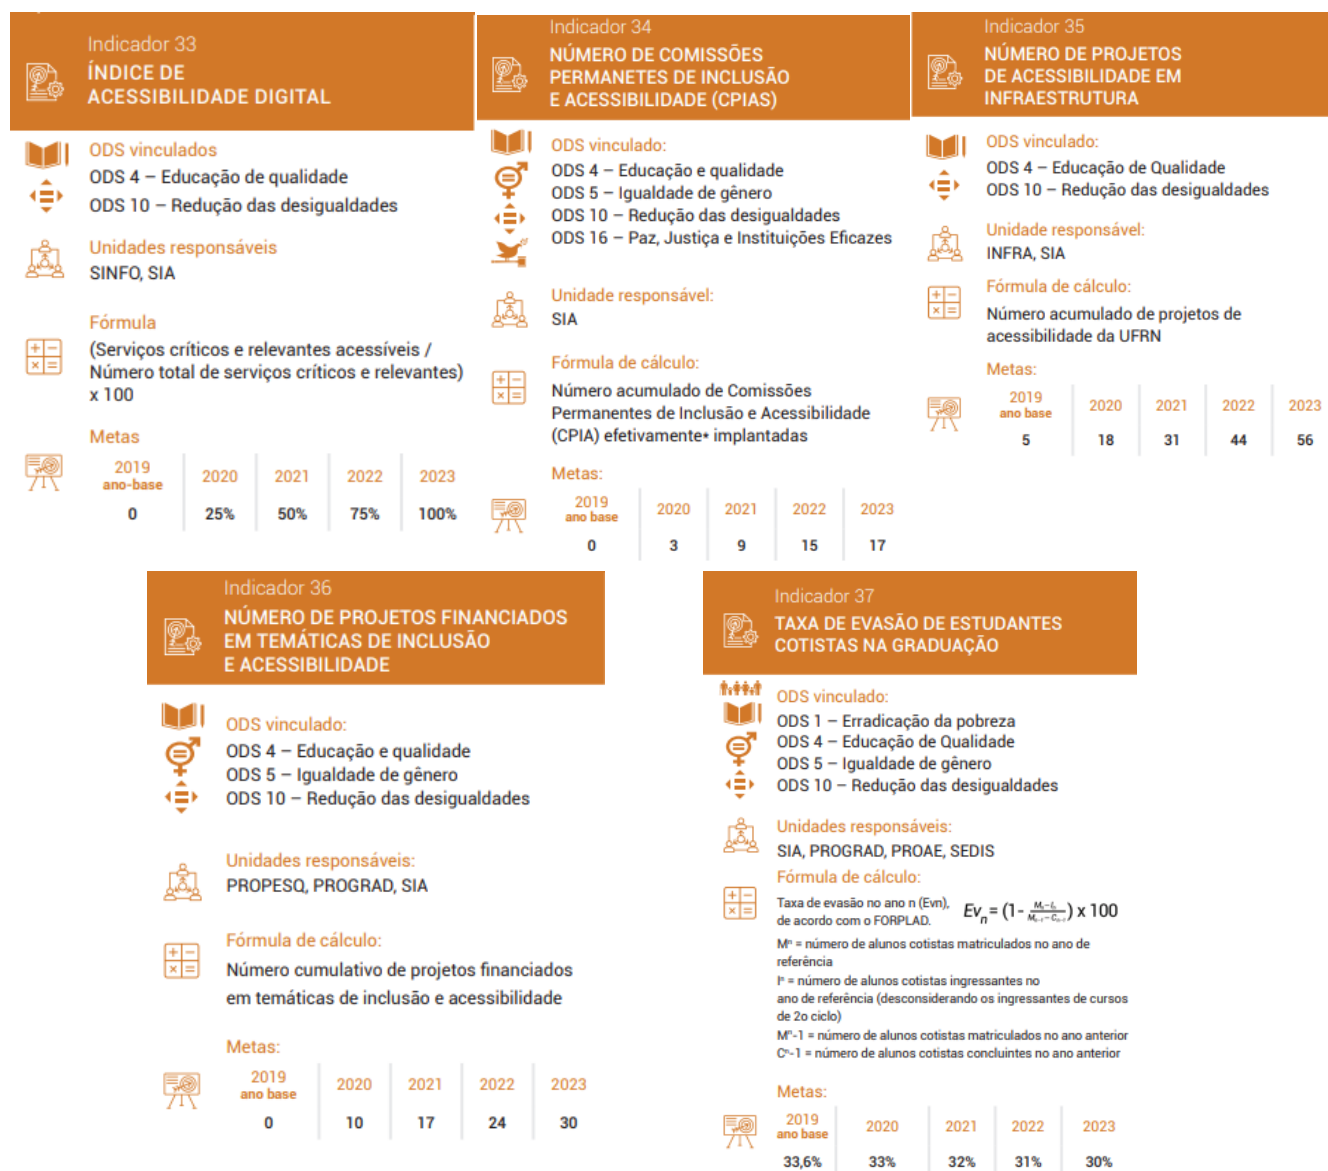 Indicador 33
ÍNDICE DE
ACESSIBILIDADE DIGITAL
ODS vinculados
ODS 4 – Educação de qualidade
ODS 10 – Redução das desigualdades
Unidades responsáveis
SINFO, SIA
Fórmula
(Serviços críticos e relevantes acessíveis /
Número total de serviços críticos e relevantes)
x 100
Metas
2019 ano-base 2020 2021 2022 2023
0 25% 50% 75% 100%
Indicador 34
NÚMERO DE COMISSÕES
PERMANETES DE INCLUSÃO
E ACESSIBILIDADE (CPIAS)
ODS vinculado:
ODS 4 – Educação e qualidade
ODS 5 – Igualdade de gênero
ODS 10 – Redução das desigualdades
ODS 16 – Paz, Justiça e Instituições Eficazes
Unidade responsável:
SIA
Fórmula de cálculo:
Número acumulado de Comissões
Permanentes de Inclusão e Acessibilidade
(CPIA) efetivamente* implantadas
Metas:
2019 ano base 2020 2021 2022 2023
0 3 9 15 17
Indicador 35
NÚMERO DE PROJETOS
DE ACESSIBILIDADE EM
INFRAESTRUTURA
ODS vinculado:
ODS 4 – Educação de Qualidade
ODS 10 – Redução das desigualdades
Unidade responsável:
INFRA, SIA
Fórmula de cálculo:
Número acumulado de projetos de
acessibilidade da UFRN
Metas:
2019 ano base 2020 2021 2022 2023
5 18 31 44 56
Indicador 36
NÚMERO DE PROJETOS FINANCIADOS
EM TEMÁTICAS DE INCLUSÃO
E ACESSIBILIDADE
ODS vinculado:
ODS 4 – Educação e qualidade
ODS 5 – Igualdade de gênero
ODS 10 – Redução das desigualdades
Unidades responsáveis:
PROPESQ, PROGRAD, SIA
Fórmula de cálculo:
Número cumulativo de projetos financiados
em temáticas de inclusão e acessibilidade
Metas:
2019 ano base 2020 2021 2022 2023
0 10 17 24 30
Indicador 37
TAXA DE EVASÃO DE ESTUDANTES
COTISTAS NA GRADUAÇÃO
ODS vinculado:
ODS 1 – Erradicação da pobreza
ODS 4 – Educação de Qualidade
ODS 5 – Igualdade de gênero
ODS 10 – Redução das desigualdades
Unidades responsáveis:
SIA, PROGRAD, PROAE, SEDIS
Fórmula de cálculo:
Taxa de evasão no ano n (Evn),
de acordo com o FORPLAD.
Ev_n = (1- (M_n–I_n)/(M_n-1–C_n-1)) x 100
Mⁿ = número de alunos cotistas matriculados no ano de
referência
Iⁿ = número de alunos cotistas ingressantes no
ano de referência (desconsiderando os ingressantes de cursos
de 2o ciclo)
Mⁿ-1 = número de alunos cotistas matriculados no ano anterior
Cⁿ-1 = número de alunos cotistas concluintes no ano anterior
Metas:
2019 ano base 2020 2021 2022 2023
33,6% 33% 32% 31% 30%